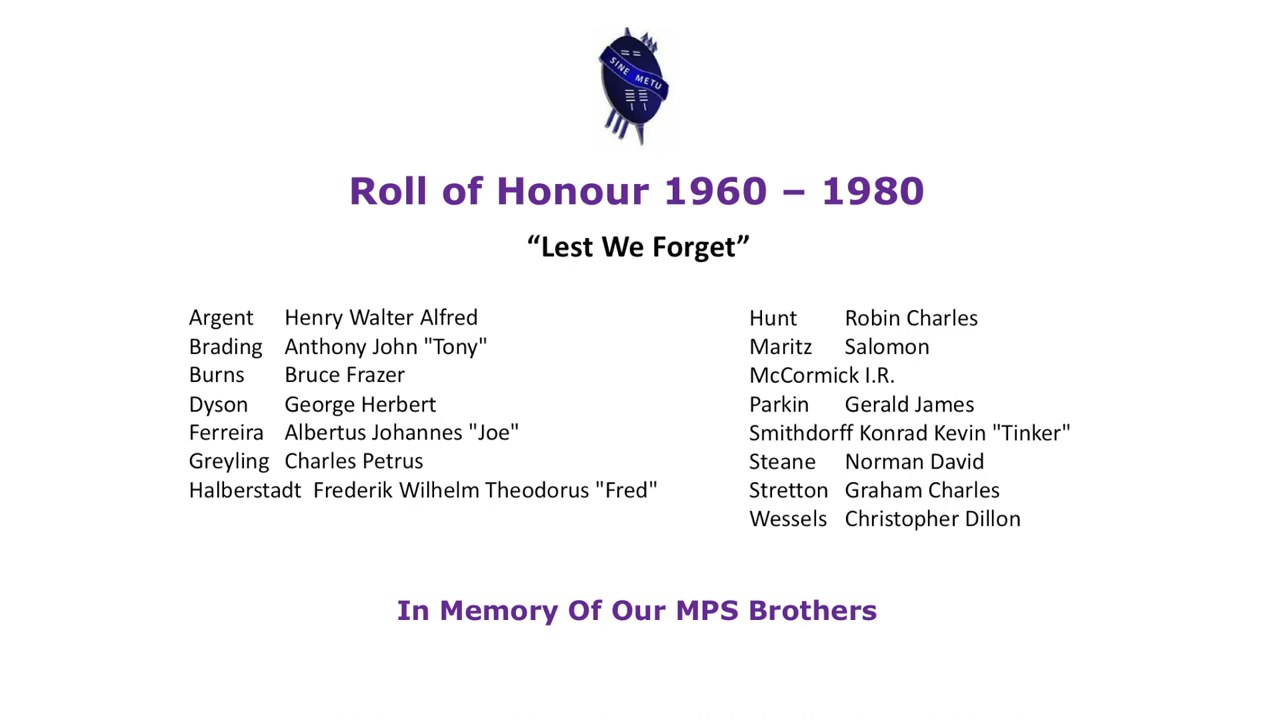 SINE METU
Roll of Honour 1960 – 1980
“Lest We Forget”
Argent Henry Walter Alfred
Brading Anthony John "Tony"
Burns Bruce Frazer
Dyson George Herbert
Ferreira Albertus Johannes "Joe"
Greyling Charles Petrus
Halberstadt Frederik Wilhelm Theodorus "Fred"
Hunt Robin Charles
Maritz Salomon
McCormick I.R.
Parkin Gerald James
Smithdorff Konrad Kevin "Tinker"
Steane Norman David
Stretton Graham Charles
Wessels Christopher Dillon
In Memory Of Our MPS Brothers